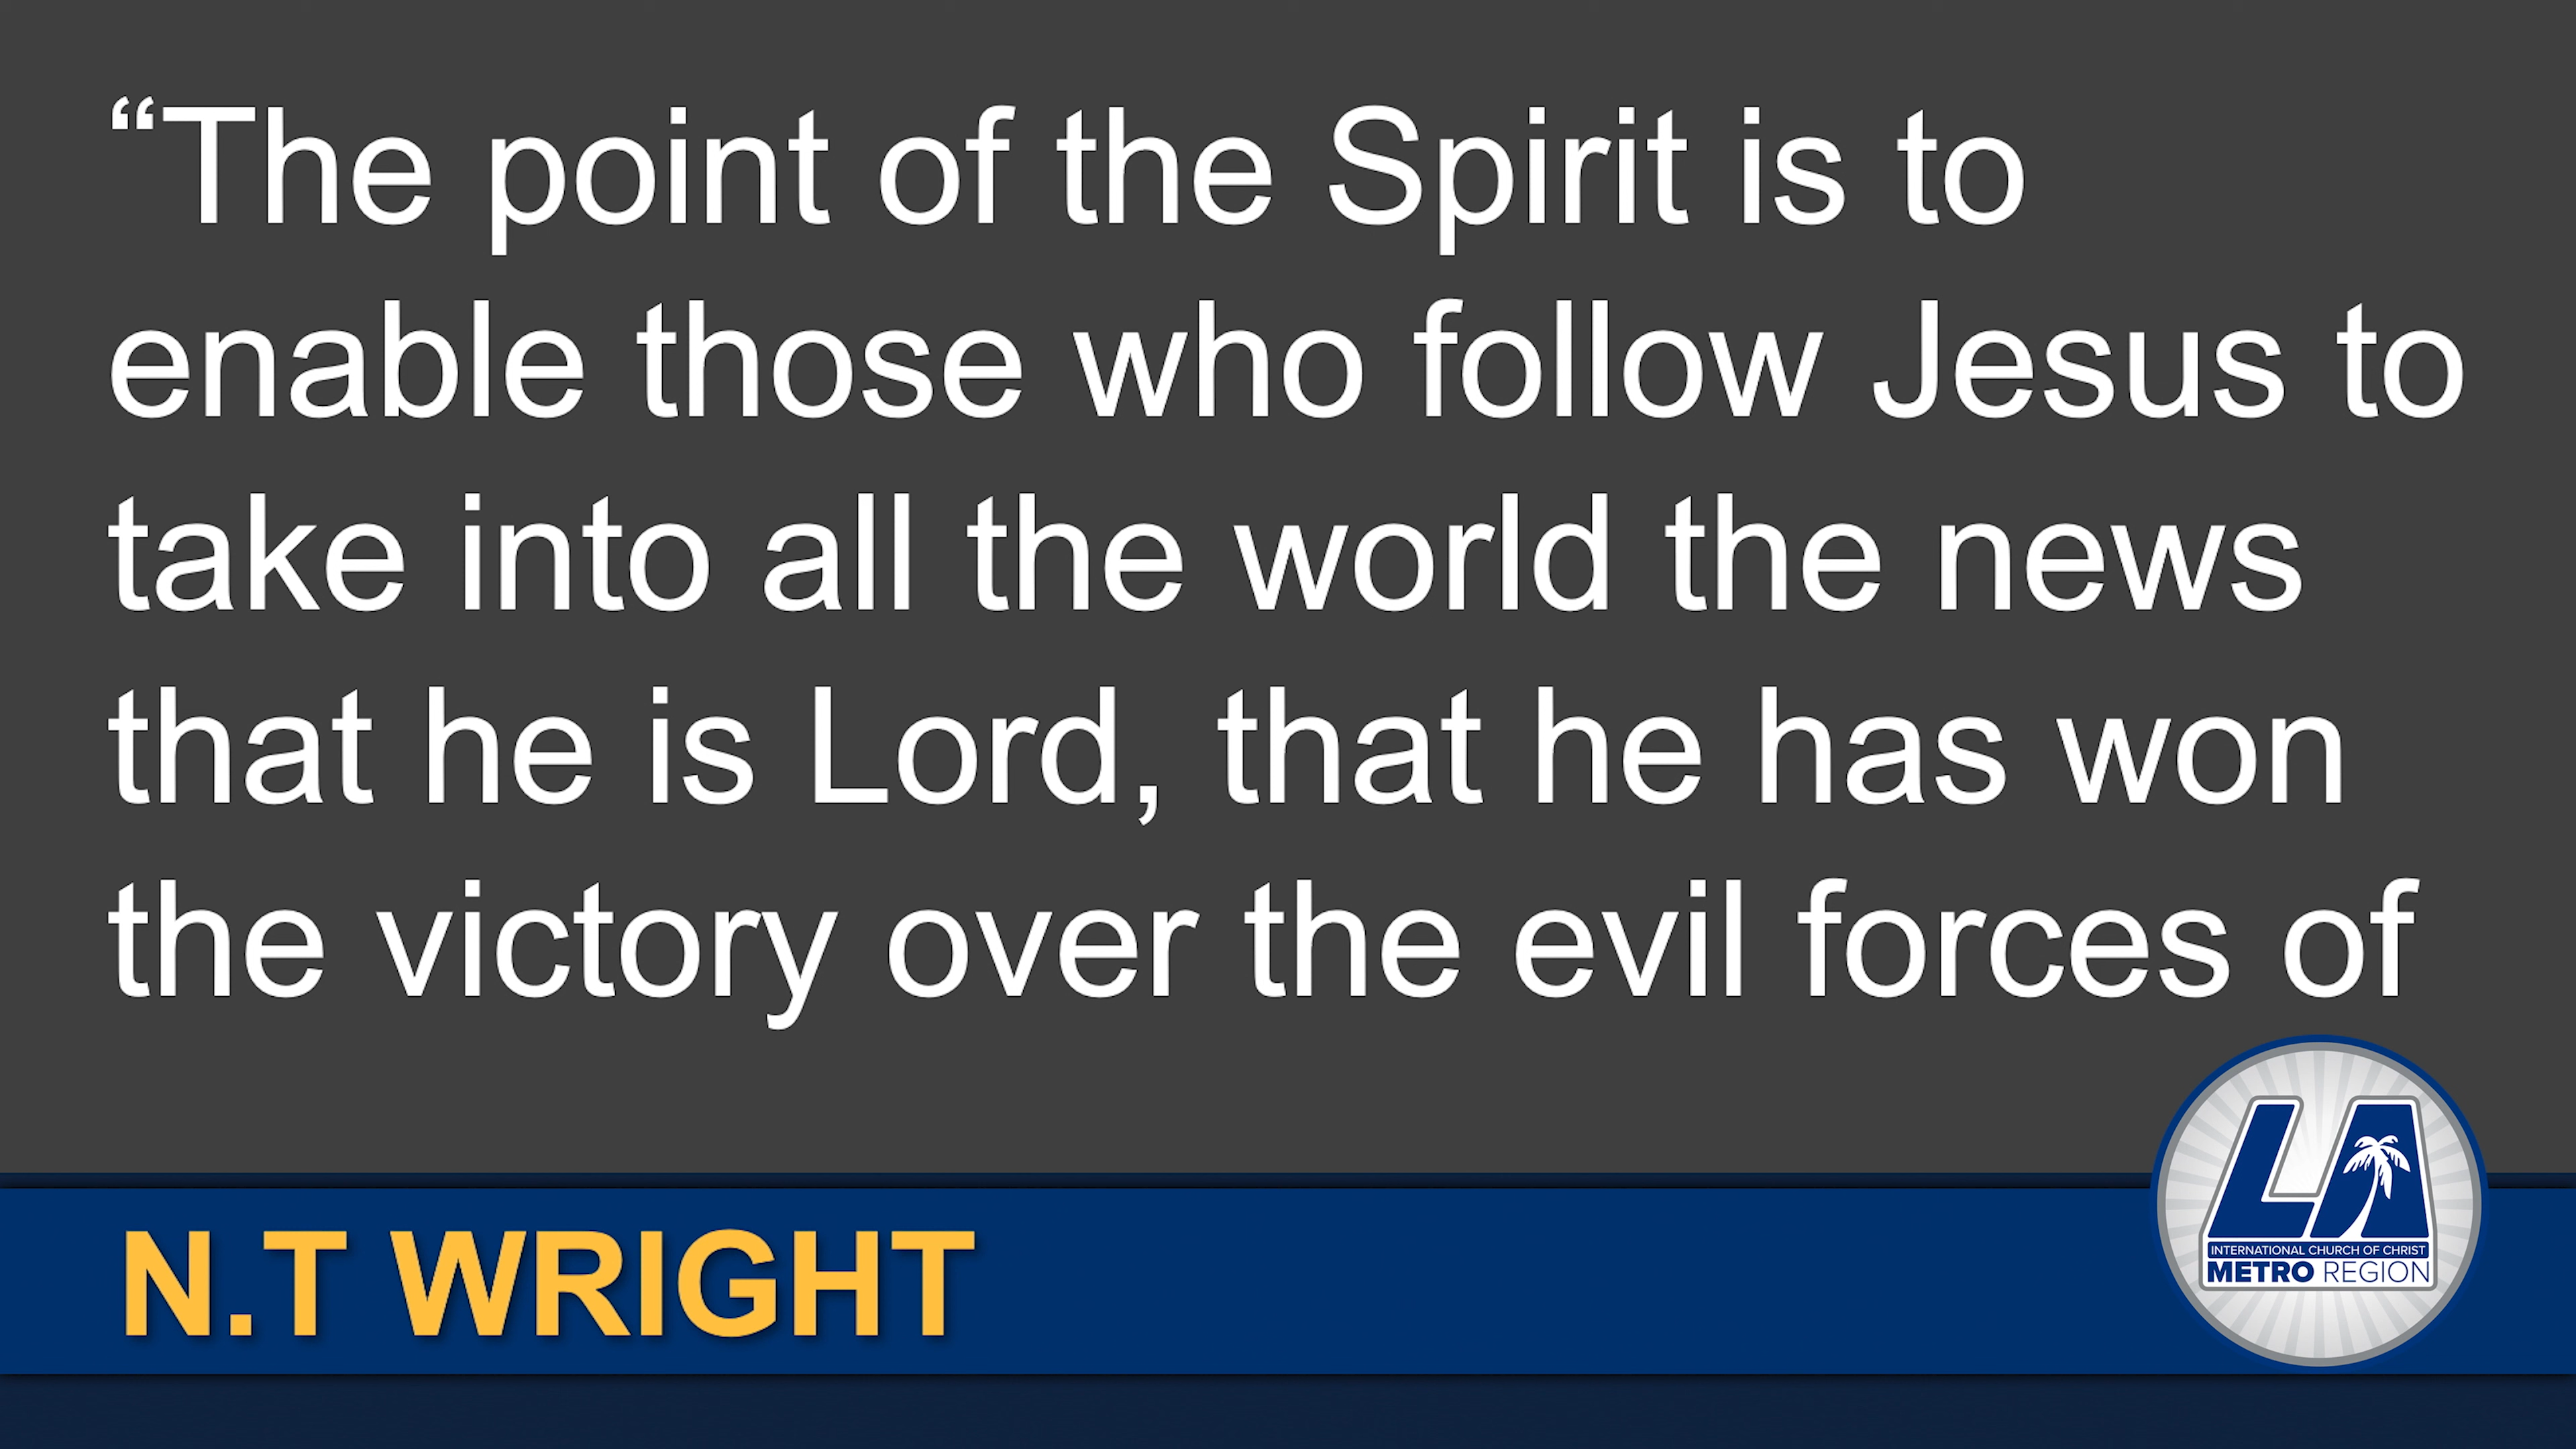 “The point of the Spirit is to
enable those who follow Jesus to
take into all the world the news
that he is Lord, that he has won
the victory over the evil forces of
N.T WRIGHT
LA
INTERNATIONAL CHURCH OF CHRIST
METRO REGION